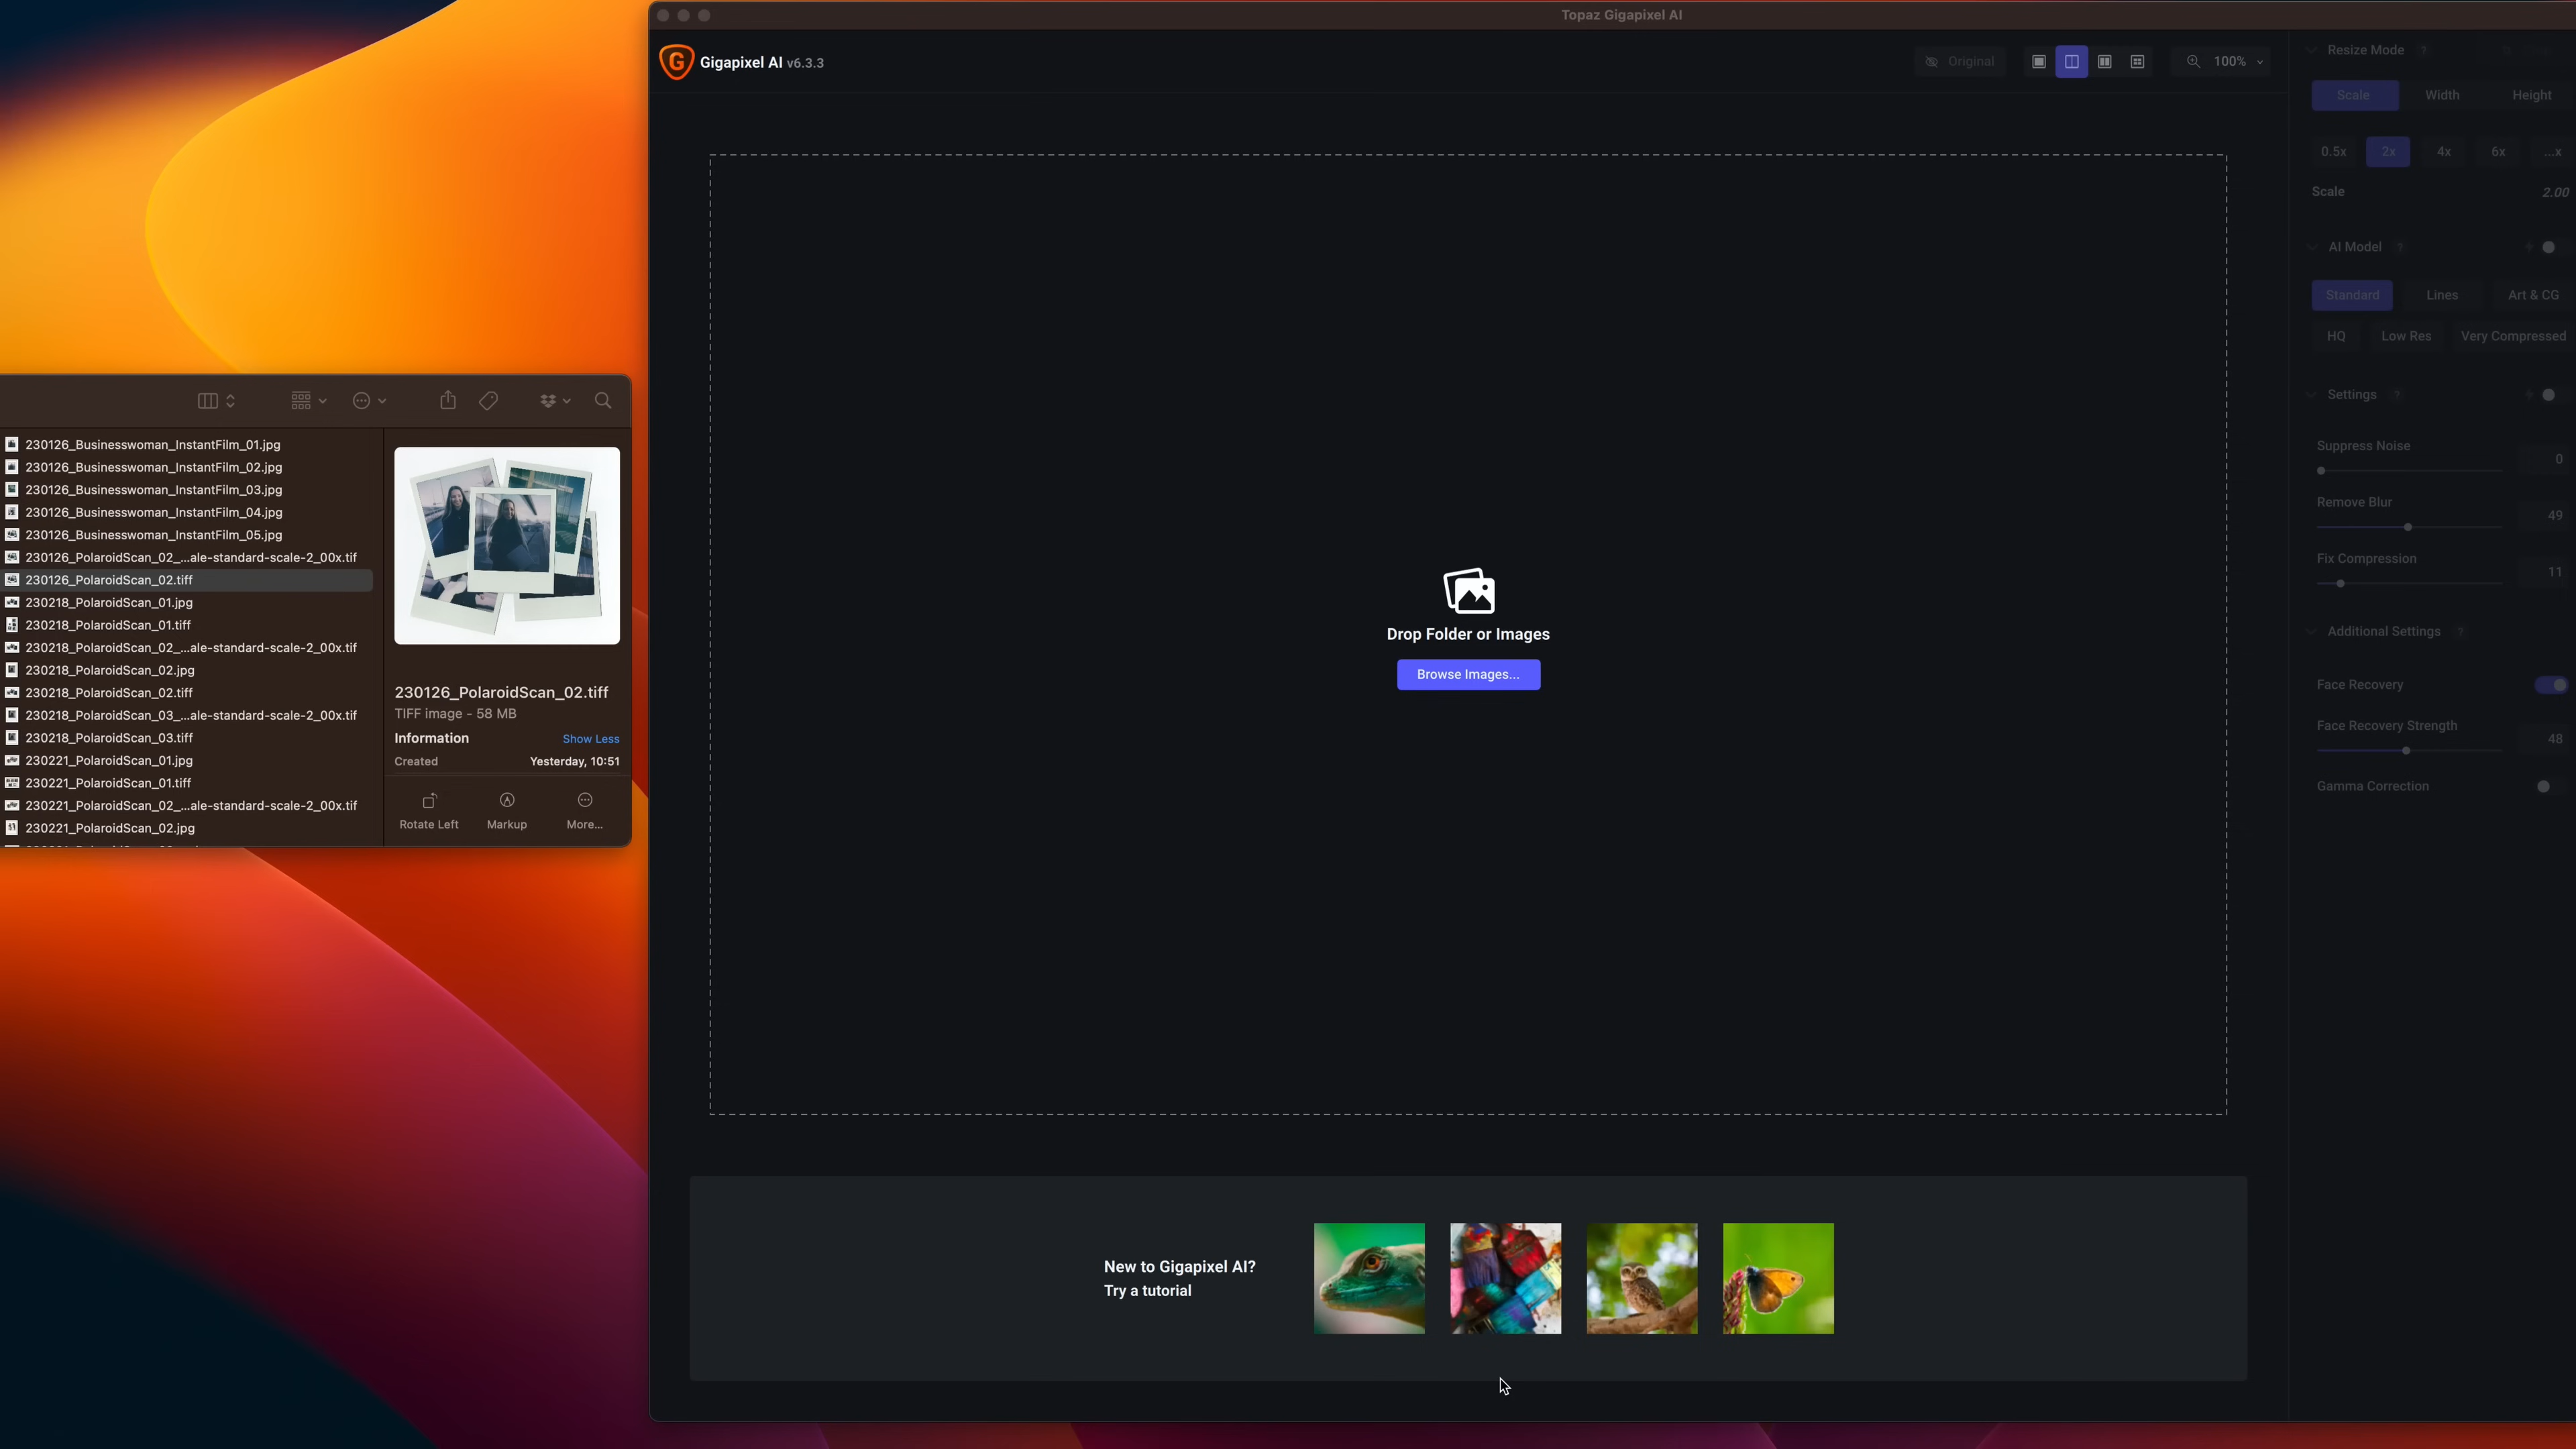 Topaz Gigapixel AI
Gigapixel AI v6.3.3
Original
100%
Resize Mode ?
Scale Width Height
0.5x 2x 4x 6x ...x
Scale 2.00
AI Model ?
Standard Lines Art & CG
HQ Low Res Very Compressed
Settings ?
Suppress Noise 0
Remove Blur 49
Fix Compression 11
Additional Settings ?
Face Recovery
Face Recovery Strength 48
Gamma Correction
Drop Folder or Images
Browse Images...
New to Gigapixel AI?
Try a tutorial
230126_Businesswoman_InstantFilm_01.jpg
230126_Businesswoman_InstantFilm_02.jpg
230126_Businesswoman_InstantFilm_03.jpg
230126_Businesswoman_InstantFilm_04.jpg
230126_Businesswoman_InstantFilm_05.jpg
230126_PolaroidScan_02_...ale-standard-scale-2_00x.tif
230126_PolaroidScan_02.tiff
230218_PolaroidScan_01.jpg
230218_PolaroidScan_01.tiff
230218_PolaroidScan_02_...ale-standard-scale-2_00x.tif
230218_PolaroidScan_02.jpg
230218_PolaroidScan_02.tiff
230218_PolaroidScan_03_...ale-standard-scale-2_00x.tif
230218_PolaroidScan_03.tiff
230221_PolaroidScan_01.jpg
230221_PolaroidScan_01.tiff
230221_PolaroidScan_02_...ale-standard-scale-2_00x.tif
230221_PolaroidScan_02.jpg
230126_PolaroidScan_02.tiff
TIFF image - 58 MB
Information Show Less
Created Yesterday, 10:51
Rotate Left Markup More...